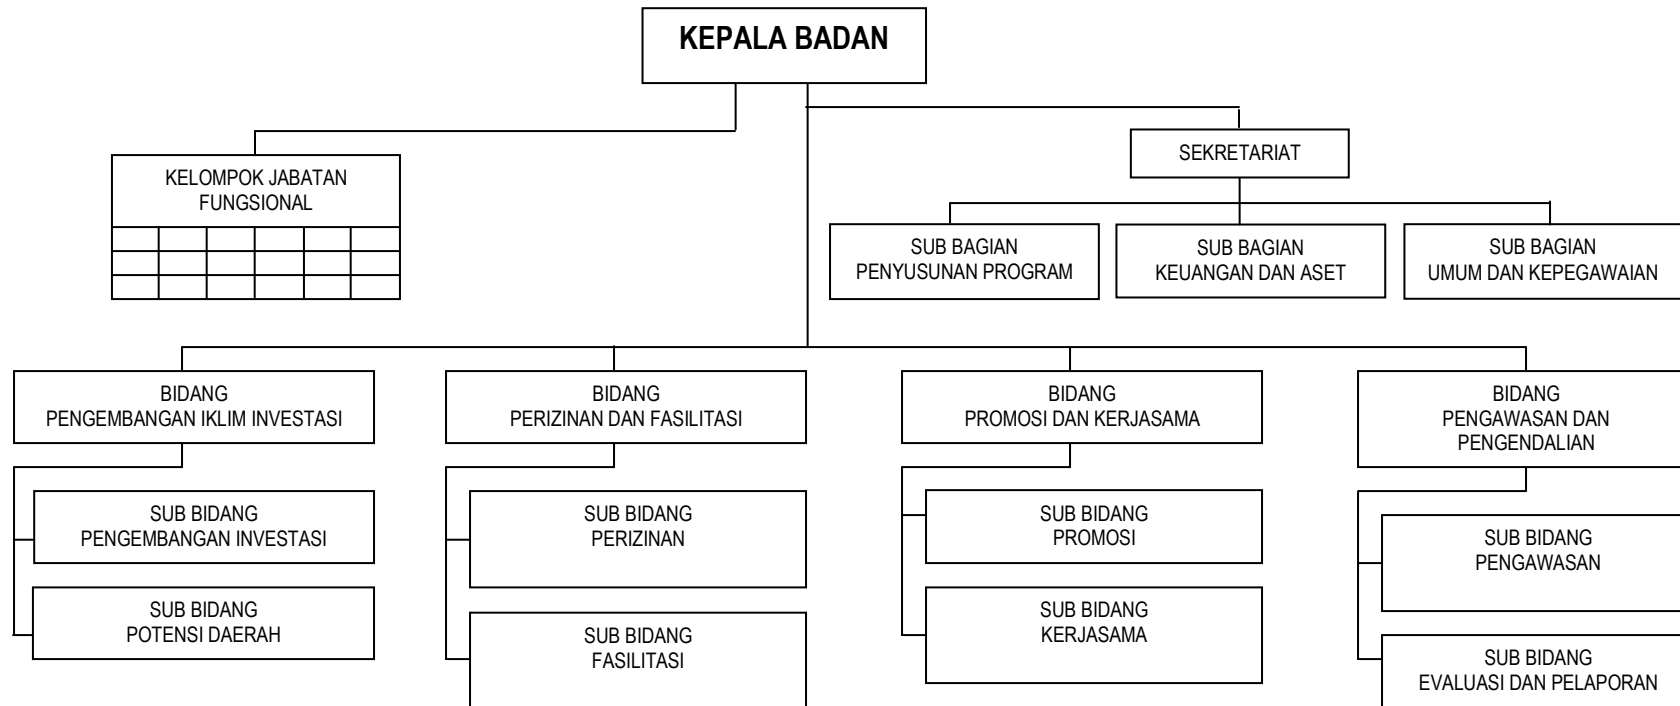 KEPALA BADAN
SEKRETARIAT
KELOMPOK JABATAN
FUNGSIONAL
SUB BAGIAN
PENYUSUNAN PROGRAM
SUB BAGIAN
KEUANGAN DAN ASET
SUB BAGIAN
UMUM DAN KEPEGAWAIAN
BIDANG
PENGEMBANGAN IKLIM INVESTASI
BIDANG
PERIZINAN DAN FASILITASI
BIDANG
PROMOSI DAN KERJASAMA
BIDANG
PENGAWASAN DAN
PENGENDALIAN
SUB BIDANG
PENGEMBANGAN INVESTASI
SUB BIDANG
PERIZINAN
SUB BIDANG
PROMOSI
SUB BIDANG
PENGAWASAN
SUB BIDANG
POTENSI DAERAH
SUB BIDANG
FASILITASI
SUB BIDANG
KERJASAMA
SUB BIDANG
EVALUASI DAN PELAPORAN